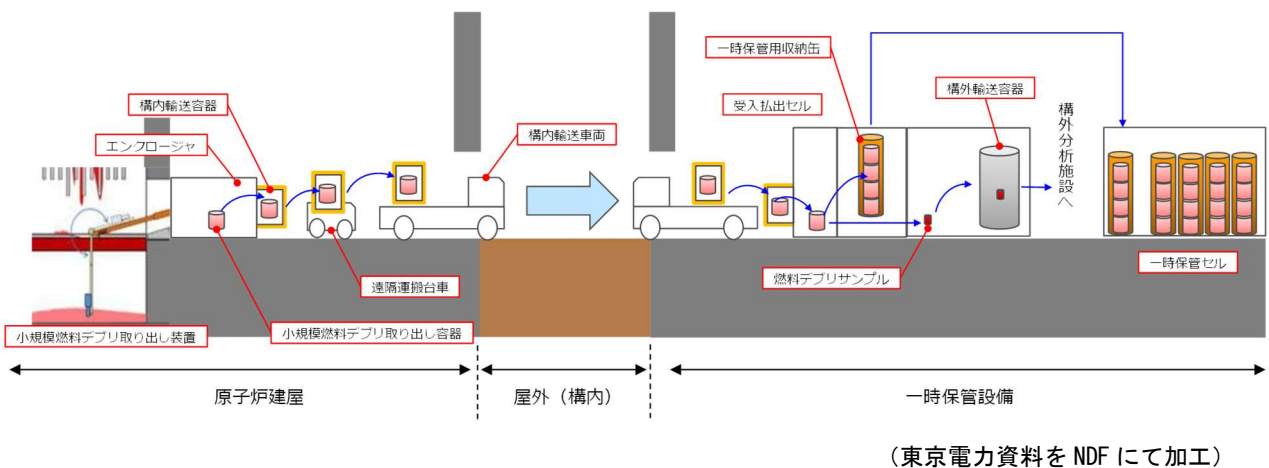 一時保管用収納缶
構内輸送容器
受入払出セル
構外輸送容器
エンクロージャ
構内輸送車両
構外分析施設へ
遠隔運搬台車
燃料デブリサンプル
一時保管セル
小規模燃料デブリ取り出し装置
小規模燃料デブリ取り出し容器
原子炉建屋
屋外（構内）
一時保管設備
（東京電力資料を NDF にて加工）